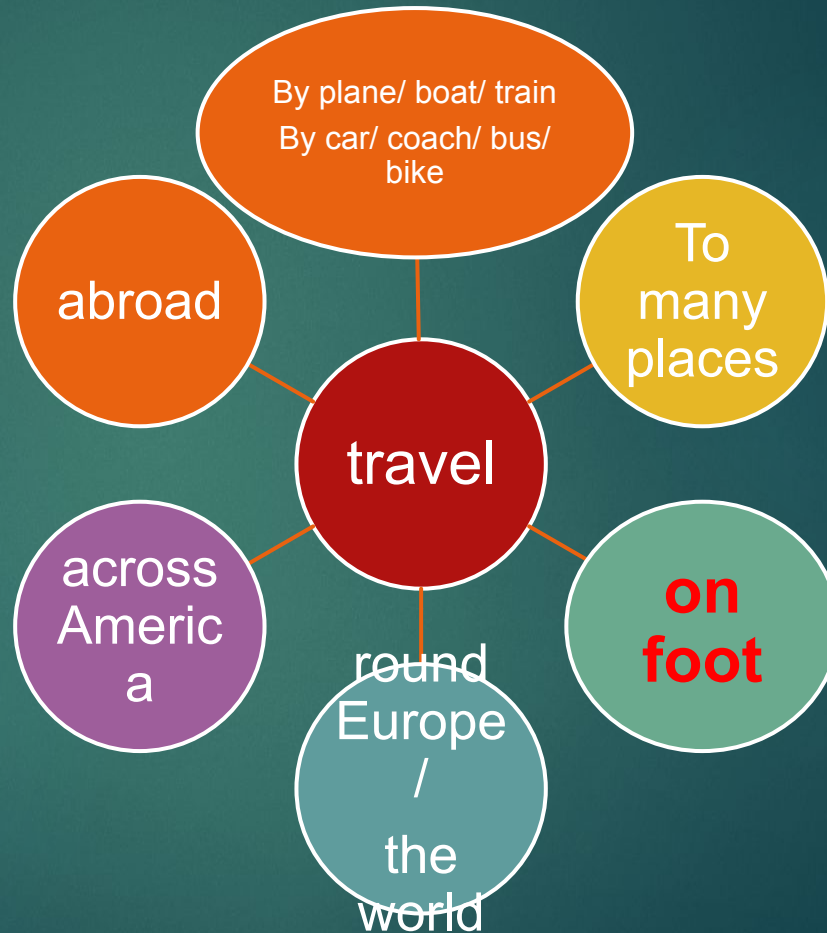 By plane/ boat/ train
By car/ coach/ bus/
bike
abroad
To
many
places
travel
across
Americ
a
on
foot
round
Europe
/
the
world